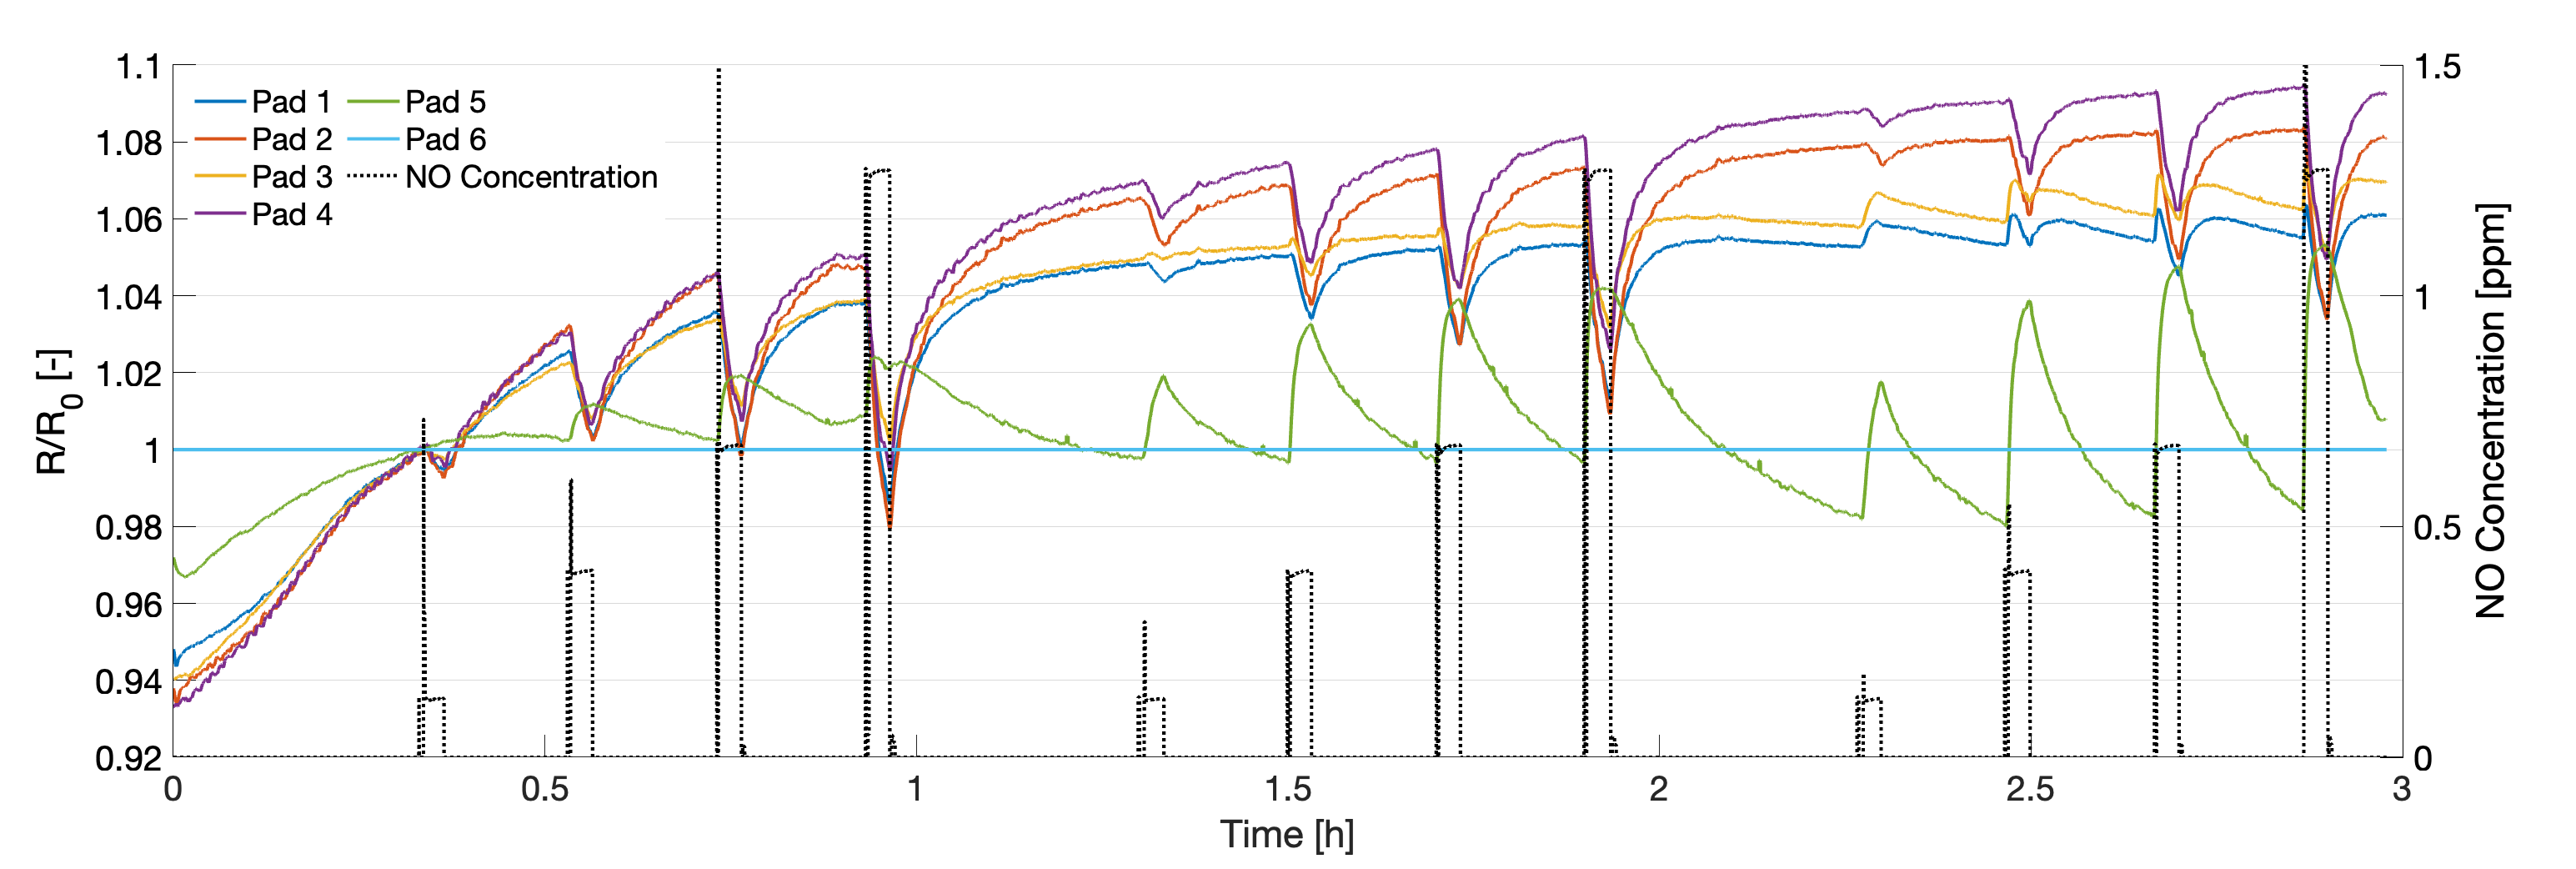 R/R0 [-]
1.1
1.08
1.06
1.04
1.02
1
0.98
0.96
0.94
0.92
Pad 1
Pad 2
Pad 3
Pad 4
Pad 5
Pad 6
NO Concentration
1.5
1
0.5
0
NO Concentration [ppm]
0
0.5
1
1.5
2
2.5
3
Time [h]